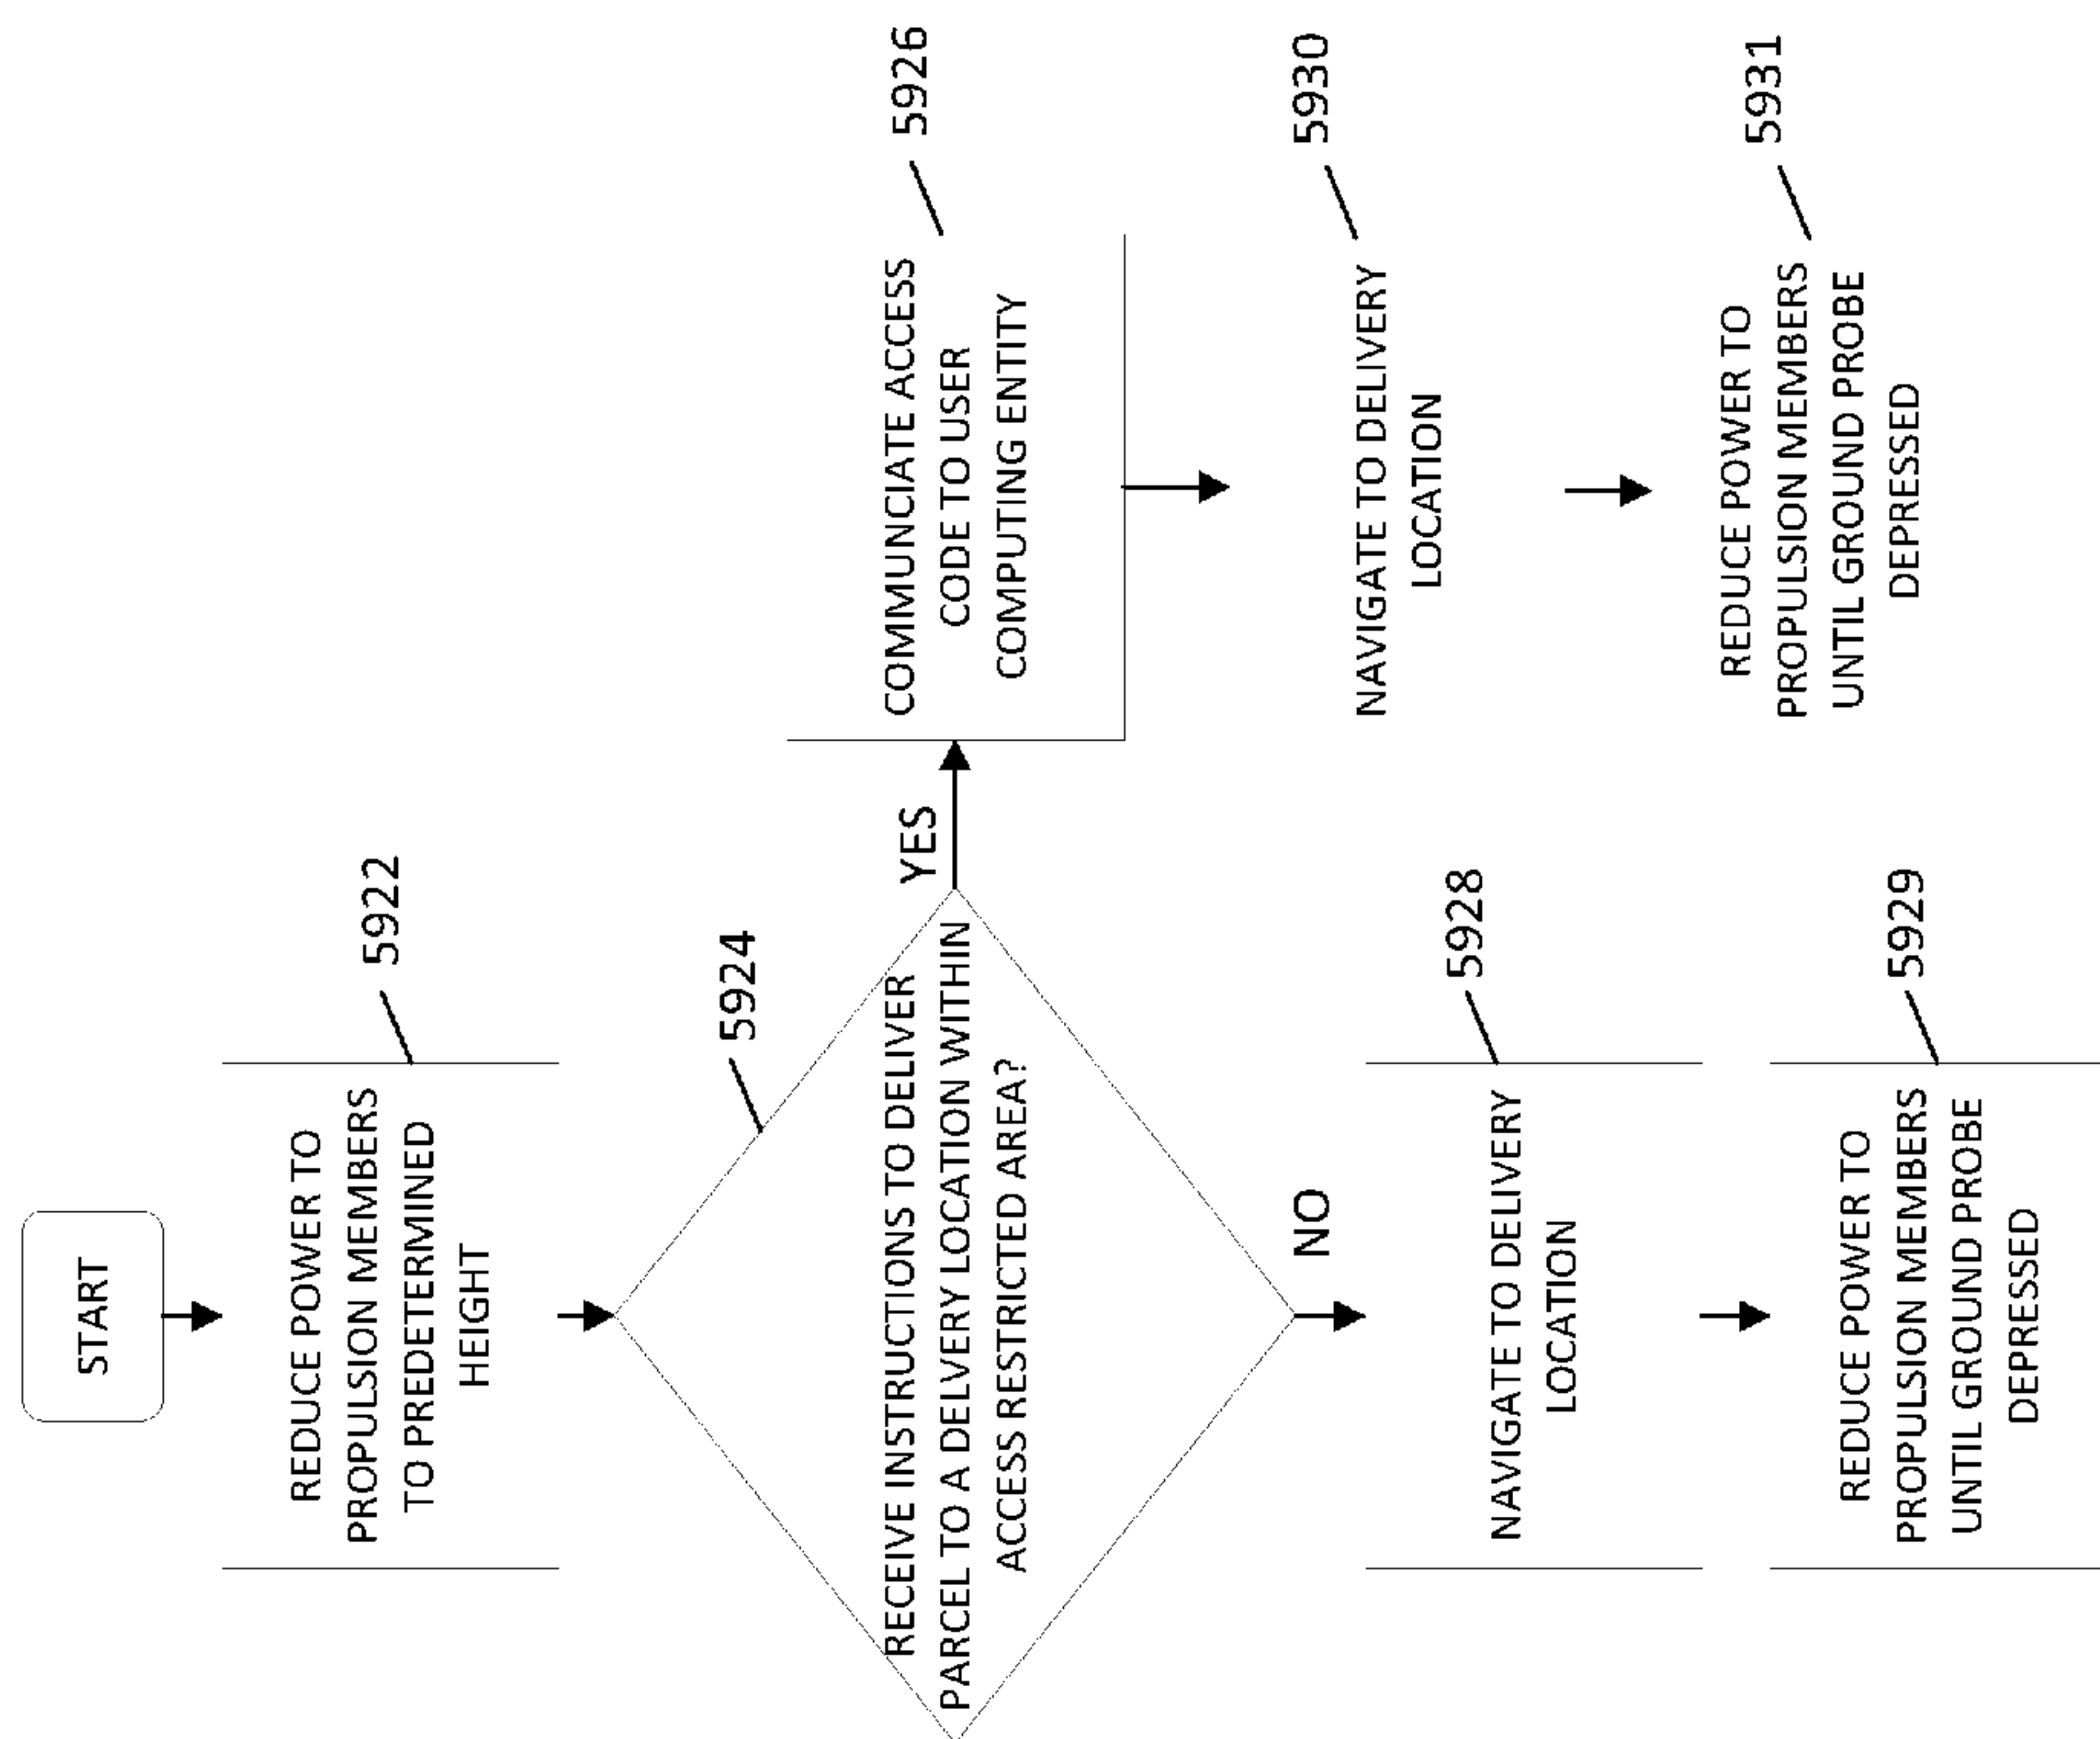 START
REDUCE POWER TO
PROPULSION MEMBERS
TO PREDETERMINED
HEIGHT
5922
5924
RECEIVE INSTRUCTIONS TO DELIVER
PARCEL TO A DELVERY LOCATION WITHIN
ACCESS RESTRICTED AREA?
YES
COMMUNCIATE ACCESS
CODE TO USER
COMPUTING ENTITY
5926
NO
NAVIGATE TO DELIVERY
LOCATION
5928
REDUCE POWER TO
PROPULSION MEMBERS
UNTIL GROUND PROBE
DEPRESSED
5929
NAVIGATE TO DELIVERY
LOCATION
5930
REDUCE POWER TO
PROPULSION MEMBERS
UNTIL GROUND PROBE
DEPRESSED
5931